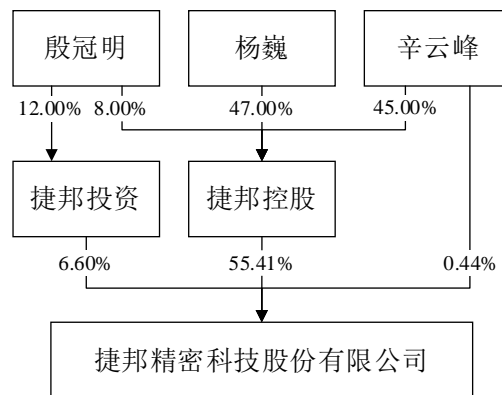 殷冠明 杨巍 辛云峰
12.00% 8.00% 47.00% 45.00%
捷邦投资 捷邦控股
6.60% 55.41% 0.44%
捷邦精密科技股份有限公司